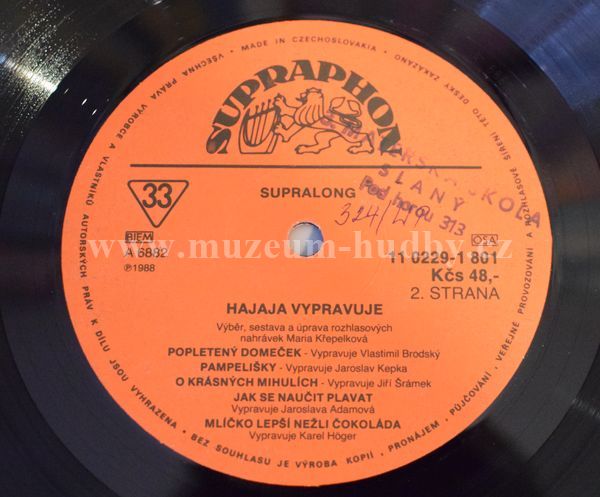 VŠECHNA PRÁVA VÝROBCE A VLASTNÍKŮ AUTORSKÝCH PRÁV K DÍLU JSOU VYHRAZENA • BEZ SOUHLASU JE VÝROBA KOPIÍ, PRONÁJEM, PŮJČOVÁNÍ, VEŘEJNÉ PROVOZOVÁNÍ A ROZHLASOVÉ ŠÍŘENÍ TÉTO DESKY ZAKÁZÁNO
MADE IN CZECHOSLOVAKIA
SUPRAPHON
MATEŘSKÁ ŠKOLA
SLANÝ
Pod horou 313
33
SUPRALONG
324/
www.muzeum-hudby.cz
BIEM
OSA
A 6882
11 0229-1 801
℗1988
Kčs 48,-
2. STRANA
HAJAJA VYPRAVUJE
Výběr, sestava a úprava rozhlasových
nahrávek Maria Křepelková
POPLETENÝ DOMEČEK - Vypravuje Vlastimil Brodský
PAMPELIŠKY - Vypravuje Jaroslav Kepka
O KRÁSNÝCH MIHULÍCH - Vypravuje Jiří Šrámek
JAK SE NAUČIT PLAVAT
Vypravuje Jaroslava Adamová
MLÍČKO LEPŠÍ NEŽLI ČOKOLÁDA
Vypravuje Karel Höger